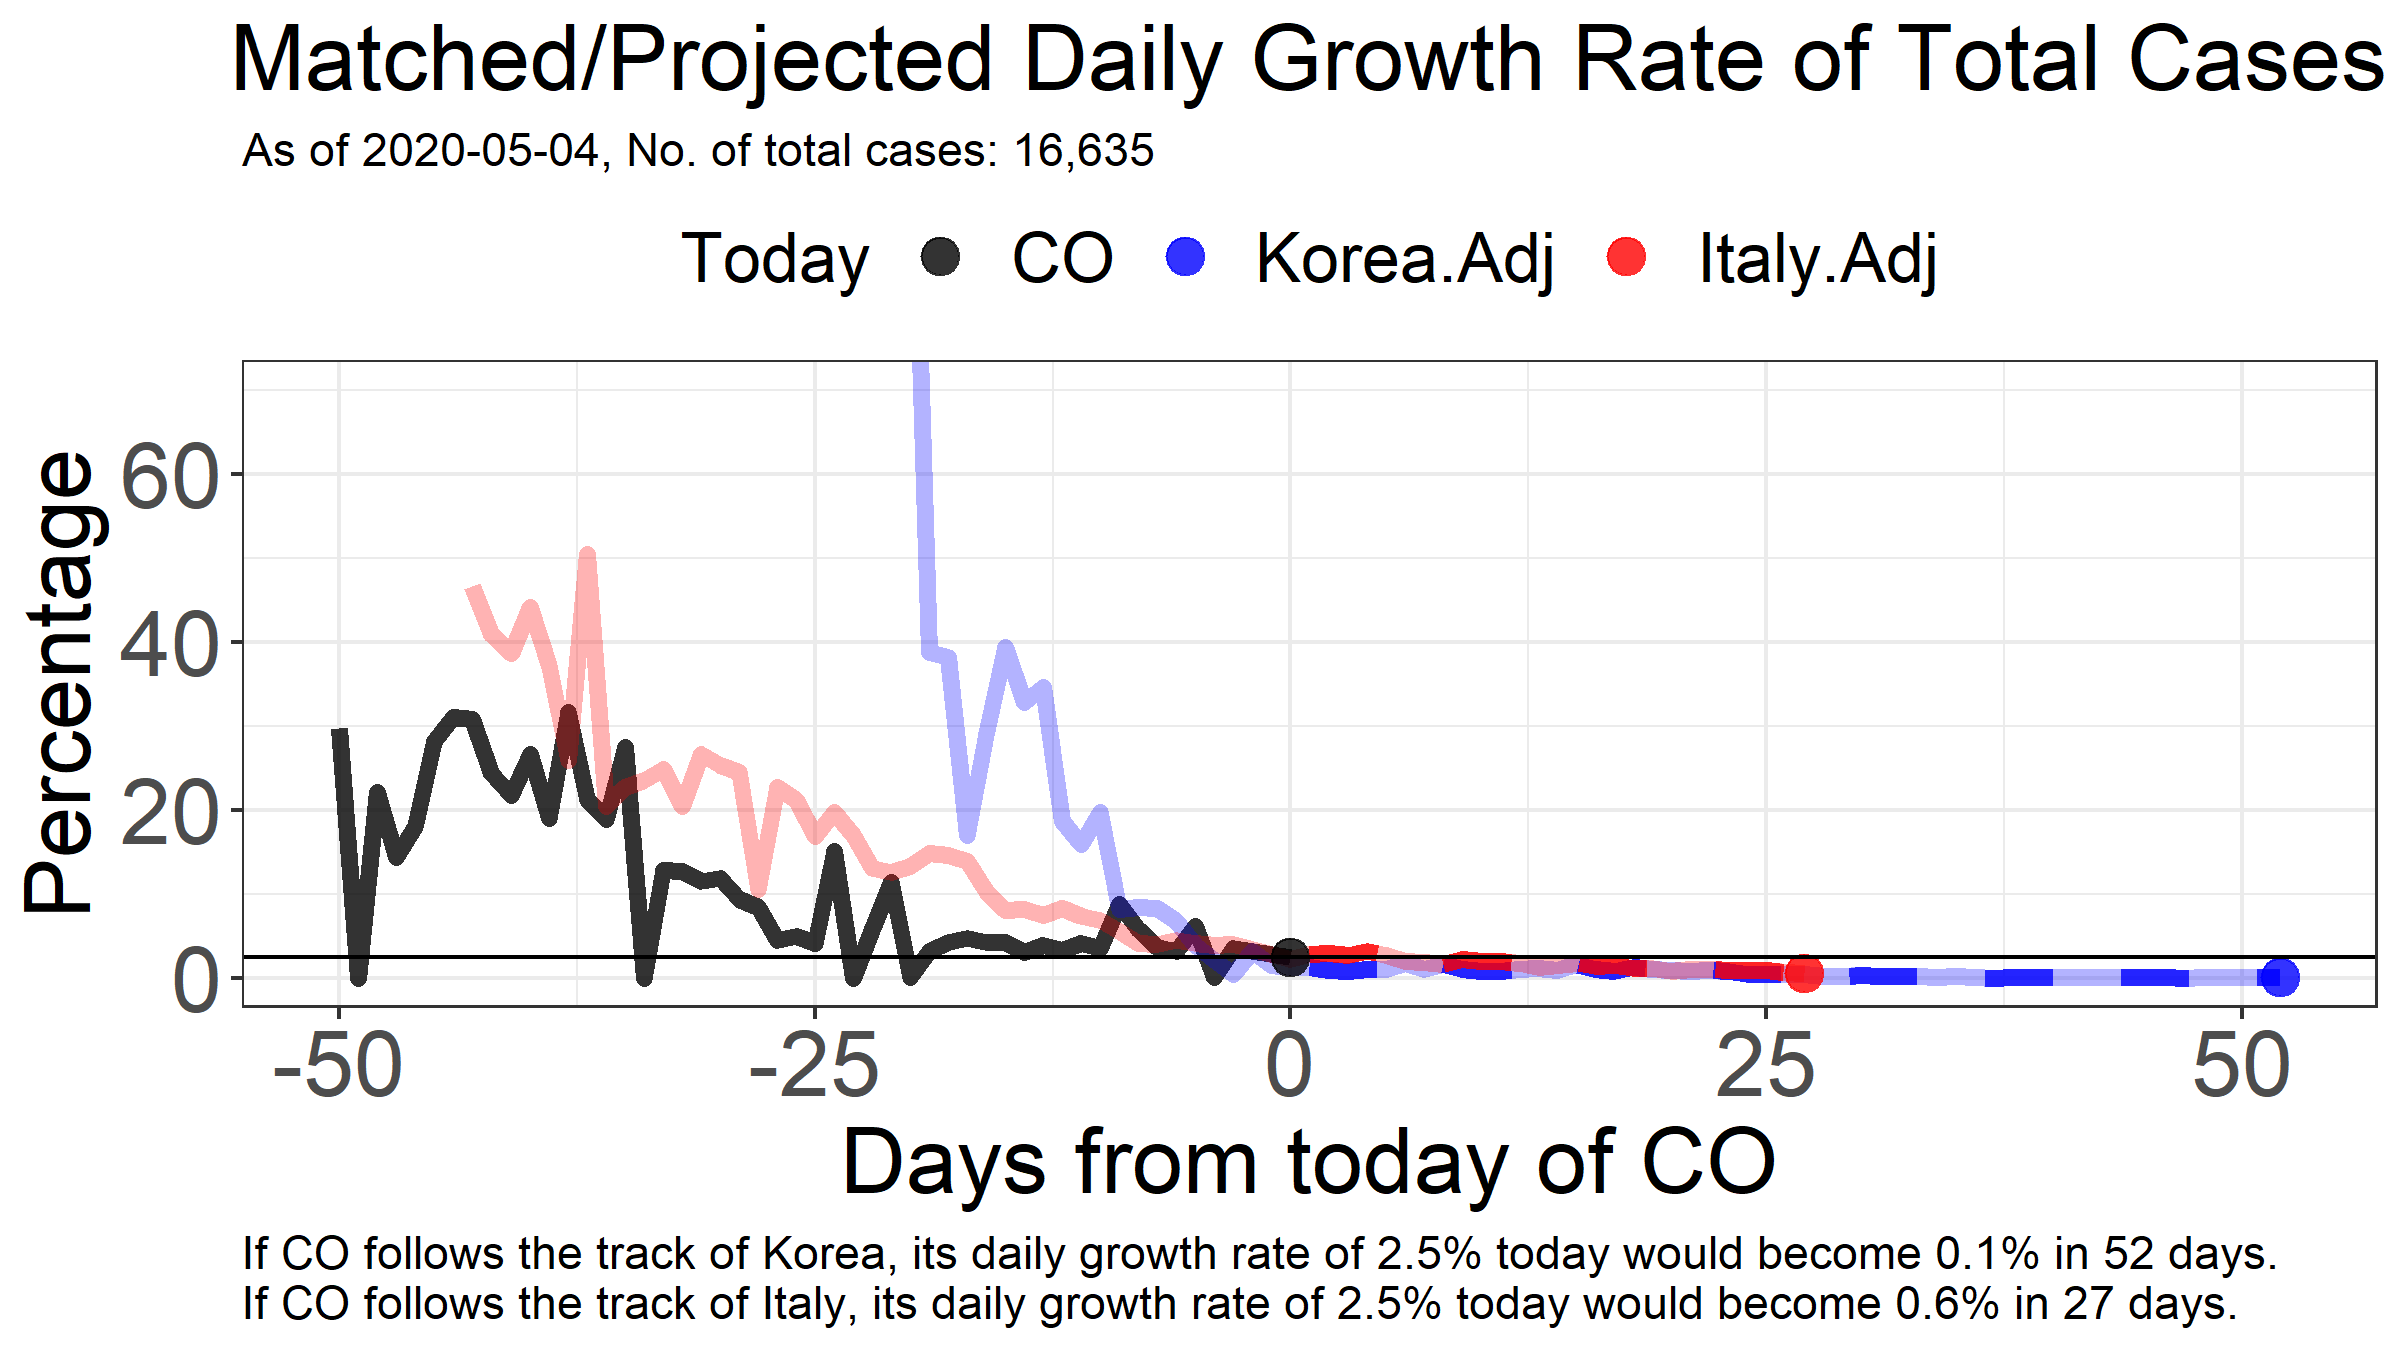 Matched/Projected Daily Growth Rate of Total Cases
As of 2020-05-04, No. of total cases: 16,635
Today CO Korea.Adj Italy.Adj
Percentage
60
40
20
0
-50 -25 0 25 50
Days from today of CO
If CO follows the track of Korea, its daily growth rate of 2.5% today would become 0.1% in 52 days.
If CO follows the track of Italy, its daily growth rate of 2.5% today would become 0.6% in 27 days.